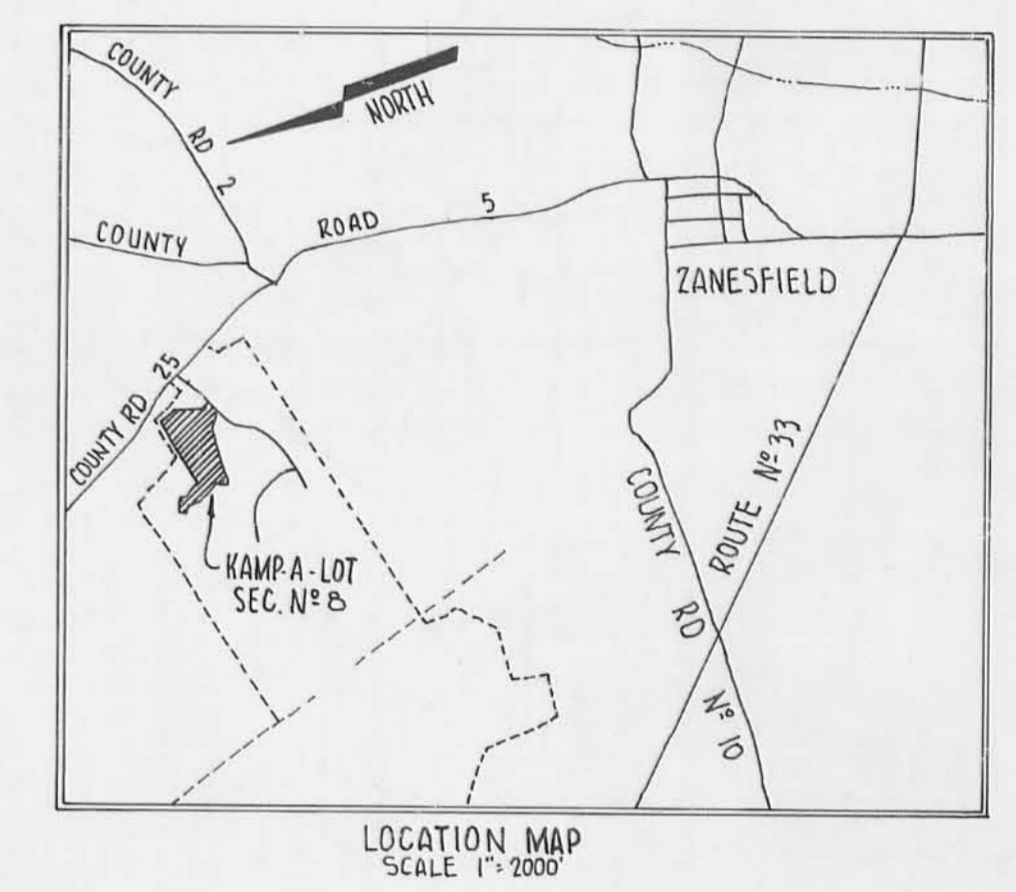 COUNTY RD 2
NORTH
COUNTY ROAD 5
ZANESFIELD
COUNTY RD 25
KAMP-A-LOT
SEC. Nº 8
COUNTY RD Nº 10
ROUTE Nº 33
LOCATION MAP
SCALE 1"= 2000'